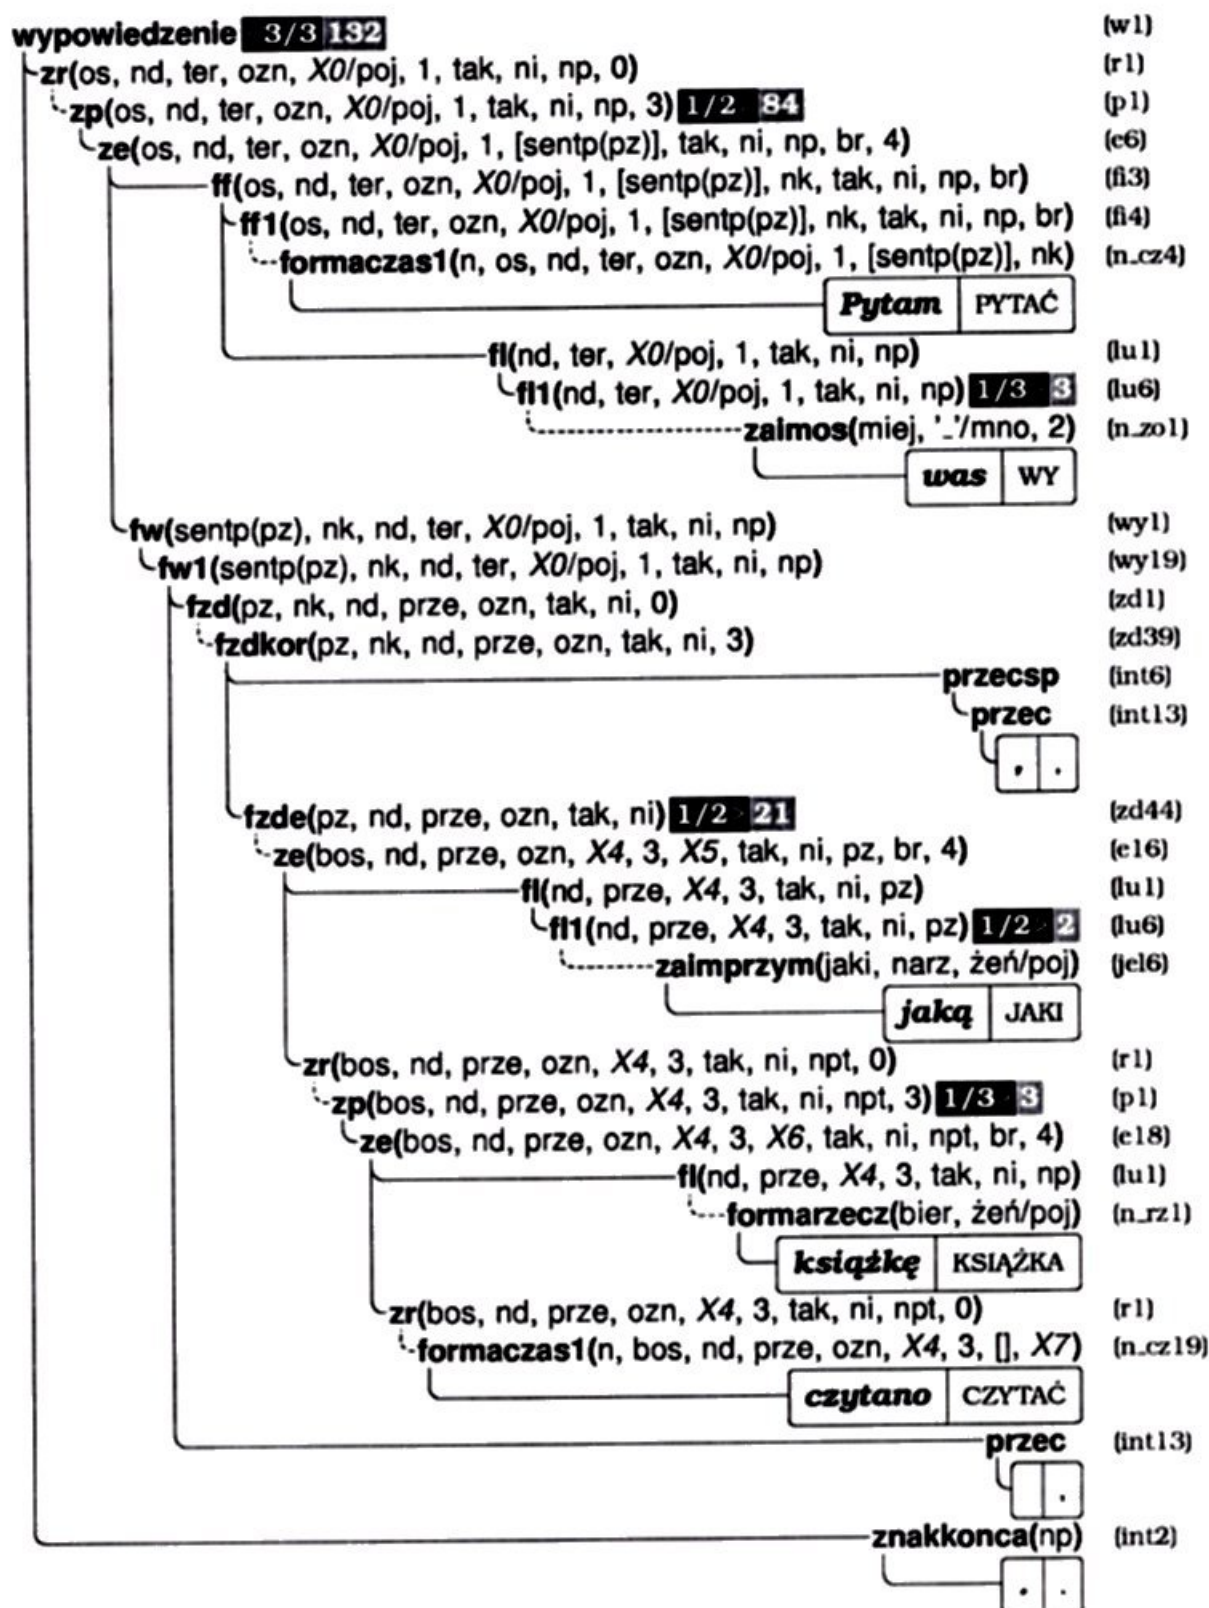 wypowiedzenie 3/3 132 (w1)
zr(os, nd, ter, ozn, X0/poj, 1, tak, ni, np, 0) (r1)
zp(os, nd, ter, ozn, X0/poj, 1, tak, ni, np, 3) 1/2 84 (p1)
ze(os, nd, ter, ozn, X0/poj, 1, [sentp(pz)], tak, ni, np, br, 4) (e6)
ff(os, nd, ter, ozn, X0/poj, 1, [sentp(pz)], nk, tak, ni, np, br) (fi3)
ff1(os, nd, ter, ozn, X0/poj, 1, [sentp(pz)], nk, tak, ni, np, br) (fi4)
formaczas1(n, os, nd, ter, ozn, X0/poj, 1, [sentp(pz)], nk) (n_cz4)
Pytam PYTAĆ
fl(nd, ter, X0/poj, 1, tak, ni, np) (lu1)
fl1(nd, ter, X0/poj, 1, tak, ni, np) 1/3 3 (lu6)
zaimos(miej, '_'/mno, 2) (n_zo1)
was WY
fw(sentp(pz), nk, nd, ter, X0/poj, 1, tak, ni, np) (wy1)
fw1(sentp(pz), nk, nd, ter, X0/poj, 1, tak, ni, np) (wy19)
fzd(pz, nk, nd, prze, ozn, tak, ni, 0) (zd1)
fzdkor(pz, nk, nd, prze, ozn, tak, ni, 3) (zd39)
przecsp (int6)
przec (int13)
, .
fzde(pz, nd, prze, ozn, tak, ni) 1/2 21 (zd44)
ze(bos, nd, prze, ozn, X4, 3, X5, tak, ni, pz, br, 4) (e16)
fl(nd, prze, X4, 3, tak, ni, pz) (lu1)
fl1(nd, prze, X4, 3, tak, ni, pz) 1/2 2 (lu6)
zaimprzym(jaki, narz, żeń/poj) (jel6)
jaką JAKI
zr(bos, nd, prze, ozn, X4, 3, tak, ni, npt, 0) (r1)
zp(bos, nd, prze, ozn, X4, 3, tak, ni, npt, 3) 1/3 3 (p1)
ze(bos, nd, prze, ozn, X4, 3, X6, tak, ni, npt, br, 4) (e18)
fl(nd, prze, X4, 3, tak, ni, np) (lu1)
formarzecz(bier, żeń/poj) (n_rz1)
książkę KSIĄŻKA
zr(bos, nd, prze, ozn, X4, 3, tak, ni, npt, 0) (r1)
formaczas1(n, bos, nd, prze, ozn, X4, 3, [], X7) (n_cz19)
czytano CZYTAĆ
przec (int13)
.
znakkonca(np) (int2)
. .